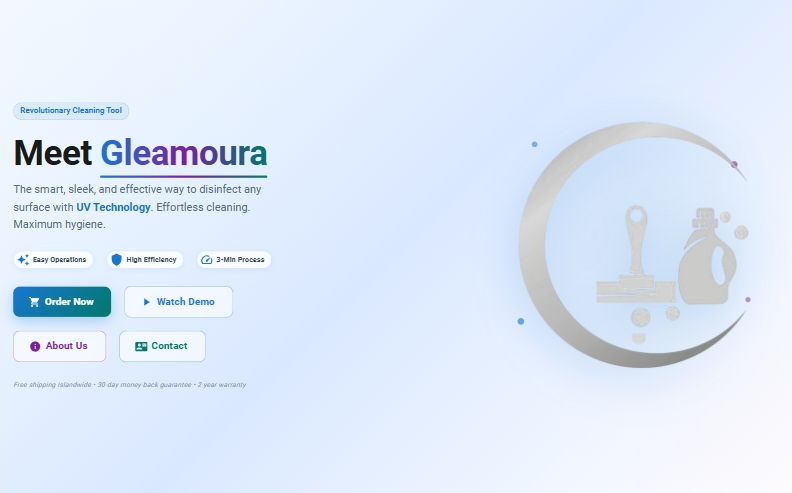 Revolutionary Cleaning Tool
Meet Gleamoura
The smart, sleek, and effective way to disinfect any
surface with UV Technology. Effortless cleaning.
Maximum hygiene.
Easy Operations High Efficiency 3-Min Process
Order Now Watch Demo
About Us Contact
Free shipping islandwide • 30 day money back guarantee • 2-year warranty